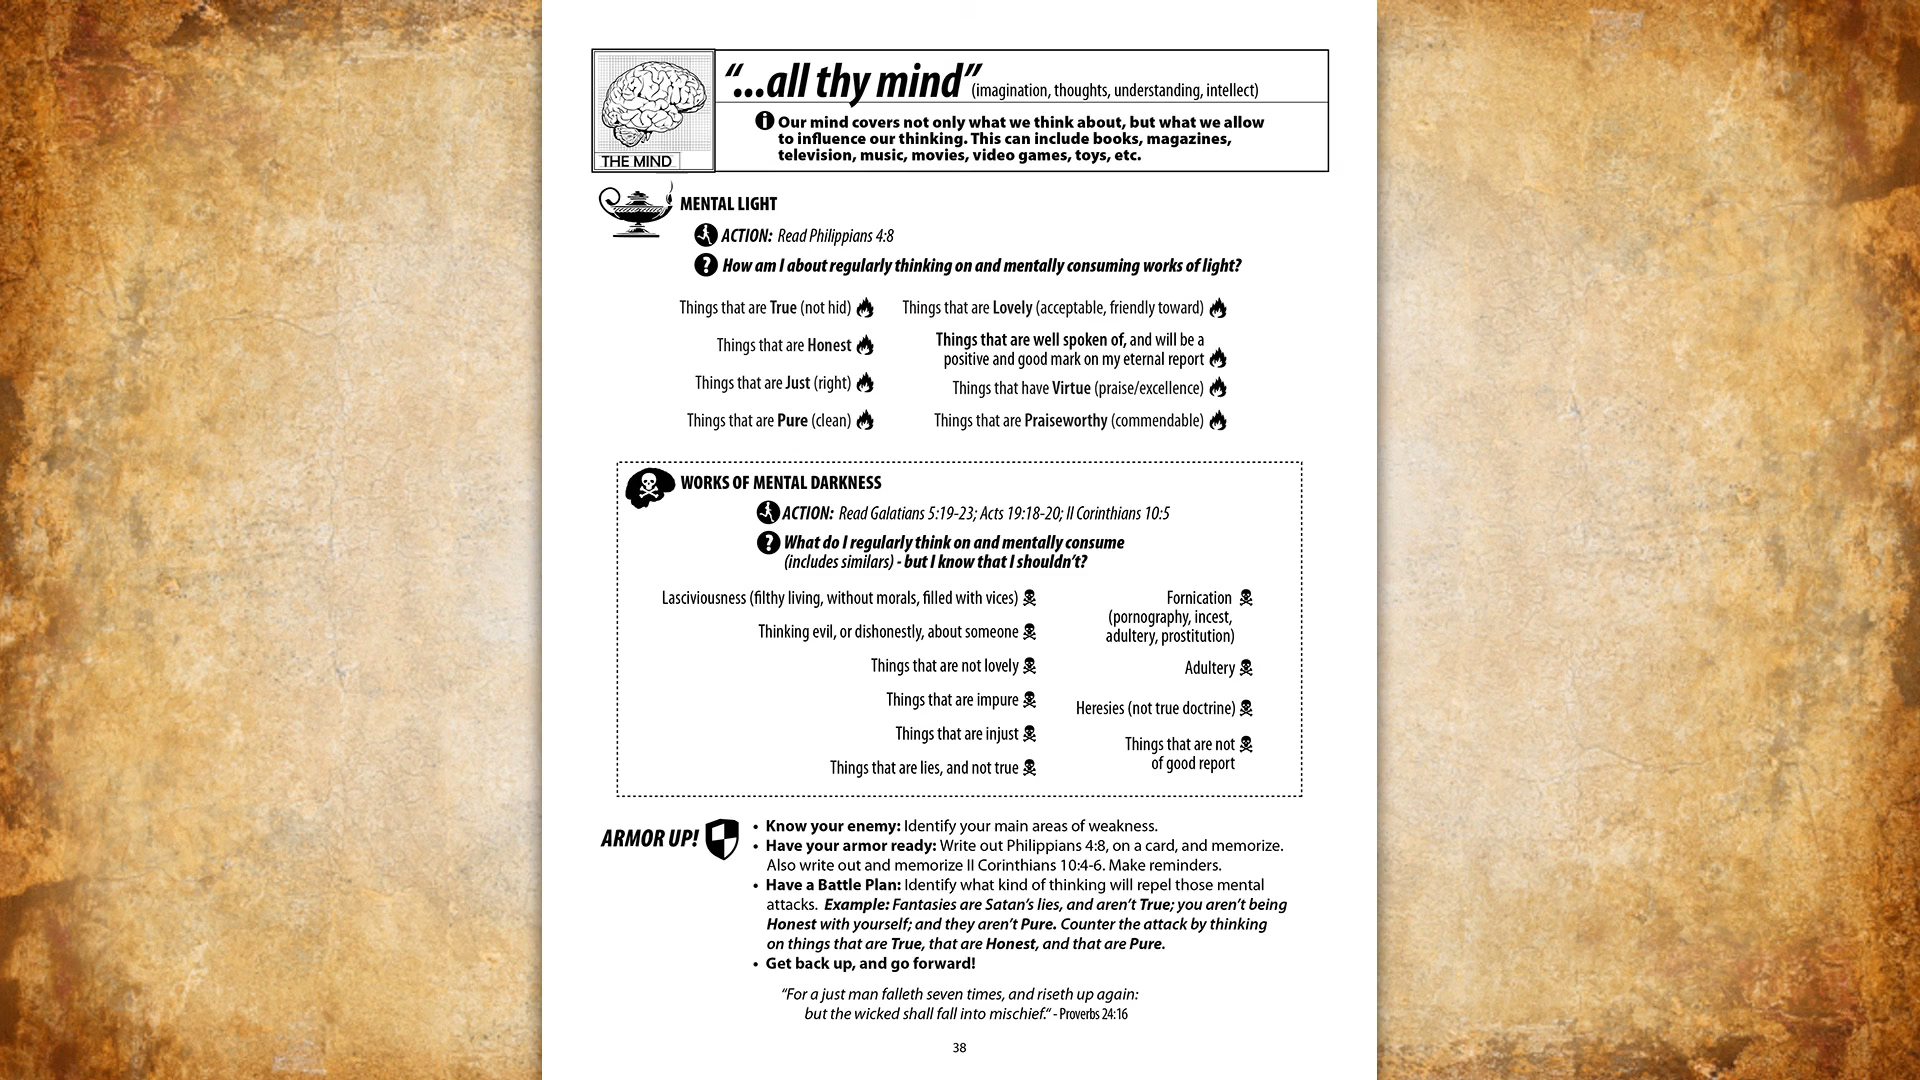 "...all thy mind" (imagination, thoughts, understanding, intellect)
Our mind covers not only what we think about, but what we allow
to influence our thinking. This can include books, magazines,
television, music, movies, video games, toys, etc.
THE MIND
MENTAL LIGHT
ACTION: Read Philippians 4:8
? How am I about regularly thinking on and mentally consuming works of light?
Things that are True (not hid)
Things that are Honest
Things that are Just (right)
Things that are Pure (clean)
Things that are Lovely (acceptable, friendly toward)
Things that are well spoken of, and will be a
positive and good mark on my eternal report
Things that have Virtue (praise/excellence)
Things that are Praiseworthy (commendable)
WORKS OF MENTAL DARKNESS
ACTION: Read Galatians 5:19-23; Acts 19:18-20; II Corinthians 10:5
? What do I regularly think on and mentally consume
(includes similars) - but I know that I shouldn't?
Lasciviousness (filthy living, without morals, filled with vices)
Thinking evil, or dishonestly, about someone
Things that are not lovely
Things that are impure
Things that are injust
Things that are lies, and not true
Fornication
(pornography, incest,
adultery, prostitution)
Adultery
Heresies (not true doctrine)
Things that are not
of good report
ARMOR UP!
• Know your enemy: Identify your main areas of weakness.
• Have your armor ready: Write out Philippians 4:8, on a card, and memorize.
Also write out and memorize II Corinthians 10:4-6. Make reminders.
• Have a Battle Plan: Identify what kind of thinking will repel those mental
attacks. Example: Fantasies are Satan's lies, and aren't True; you aren't being
Honest with yourself; and they aren't Pure. Counter the attack by thinking
on things that are True, that are Honest, and that are Pure.
• Get back up, and go forward!
"For a just man falleth seven times, and riseth up again:
but the wicked shall fall into mischief." - Proverbs 24:16
38